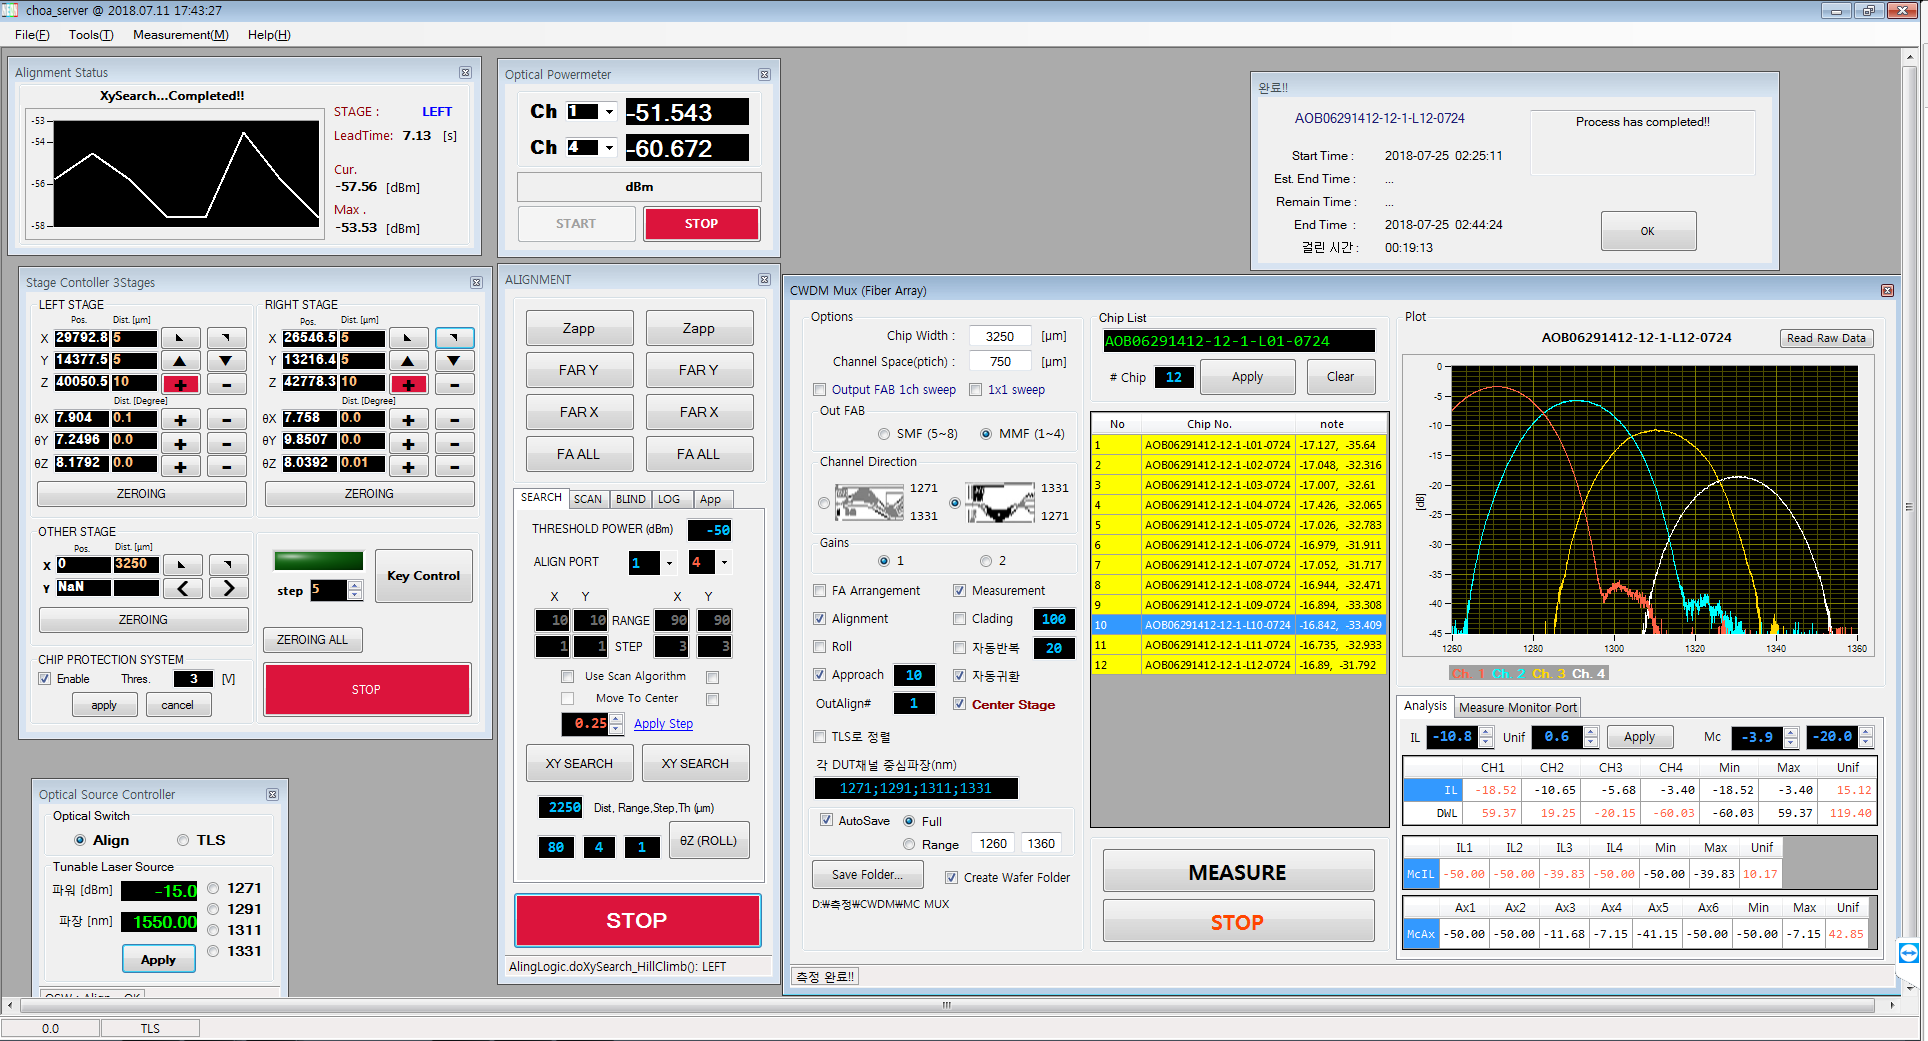 choa_server @ 2018.07.11 17:43:27
File(F) Tools(T) Measurement(M) Help(H)
Alignment Status
XySearch...Completed!!
-53
-54
-56
-58
STAGE : LEFT
LeadTime: 7.13 [s]
Cur.
-57.56 [dBm]
Max .
-53.53 [dBm]
Optical Powermeter
Ch 1 -51.543
Ch 4 -60.672
dBm
START STOP
완료!!
AOB06291412-12-1-L12-0724
Process has completed!!
Start Time : 2018-07-25 02:25:11
Est. End Time : ...
Remain Time : ...
End Time : 2018-07-25 02:44:24
걸린 시간 : 00:19:13
OK
Stage Contoller 3Stages
LEFT STAGE
Pos. Dist. [µm]
X 29792.8 5
Y 14377.5 5
Z 40050.5 10
Dist. [Degree]
θX 7.904 0.1
θY 7.2496 0.0
θZ 8.1792 0.0
ZEROING
RIGHT STAGE
Pos. Dist. [µm]
X 26546.5 5
Y 13216.4 5
Z 42778.3 10
Dist. [Degree]
θX 7.758 0.0
θY 9.8507 0.0
θZ 8.0392 0.01
ZEROING
OTHER STAGE
Pos. Dist. [µm]
X 0 3250
Y NaN
ZEROING
step 5
Key Control
ZEROING ALL
CHIP PROTECTION SYSTEM
Enable Thres. 3 [V]
apply cancel
STOP
Optical Source Controller
Optical Switch
Align TLS
Tunable Laser Source
파워 [dBm] -15.0
파장 [nm] 1550.00
1271
1291
1311
1331
Apply
ALIGNMENT
Zapp Zapp
FAR Y FAR Y
FAR X FAR X
FA ALL FA ALL
SEARCH SCAN BLIND LOG App
THRESHOLD POWER (dBm) -50
ALIGN PORT 1 4
X Y X Y
10 10 RANGE 90 90
1 1 STEP 3 3
Use Scan Algorithm
Move To Center
0.25 Apply Step
XY SEARCH XY SEARCH
2250 Dist, Range,Step,Th (µm)
80 4 1 θZ (ROLL)
STOP
AlingLogic.doXySearch_HillClimb(): LEFT
CWDM Mux (Fiber Array)
Options
Chip Width : 3250 [µm]
Channel Space(ptich) : 750 [µm]
Output FAB 1ch sweep 1x1 sweep
Out FAB
SMF (5~8) MMF (1~4)
Channel Direction
1271 1331
1331 1271
Gains
1 2
FA Arrangement Measurement
Alignment Clading 100
Roll 자동반복 20
Approach 10 자동귀환
OutAlign# 1 Center Stage
TLS로 정렬
각 DUT채널 중심파장(nm)
1271;1291;1311;1331
AutoSave Full
Range 1260 1360
Save Folder... Create Wafer Folder
D:₩측정₩CWDM₩MC MUX
측정 완료!!
Chip List
AOB06291412-12-1-L01-0724
# Chip 12 Apply Clear
No Chip No. note
1 AOB06291412-12-1-L01-0724 -17.127, -35.64
2 AOB06291412-12-1-L02-0724 -17.048, -32.316
3 AOB06291412-12-1-L03-0724 -17.007, -32.61
4 AOB06291412-12-1-L04-0724 -17.426, -32.065
5 AOB06291412-12-1-L05-0724 -17.026, -32.783
6 AOB06291412-12-1-L06-0724 -16.979, -31.911
7 AOB06291412-12-1-L07-0724 -17.052, -31.717
8 AOB06291412-12-1-L08-0724 -16.944, -32.471
9 AOB06291412-12-1-L09-0724 -16.894, -33.308
10 AOB06291412-12-1-L10-0724 -16.842, -33.409
11 AOB06291412-12-1-L11-0724 -16.735, -32.933
12 AOB06291412-12-1-L12-0724 -16.89, -31.792
MEASURE
STOP
Plot
AOB06291412-12-1-L12-0724 Read Raw Data
0
-5
-10
-15
-20
-25
-30
-35
-40
-45
[dB]
1260 1280 1300 1320 1340 1360
Ch. 1 Ch. 2 Ch. 3 Ch. 4
Analysis Measure Monitor Port
IL -10.8 Unif 0.6 Apply Mc -3.9 -20.0
CH1 CH2 CH3 CH4 Min Max Unif
IL -18.52 -10.65 -5.68 -3.40 -18.52 -3.40 15.12
DWL 59.37 19.25 -20.15 -60.03 -60.03 59.37 119.40
IL1 IL2 IL3 IL4 Min Max Unif
McIL -50.00 -50.00 -39.83 -50.00 -50.00 -39.83 10.17
Ax1 Ax2 Ax3 Ax4 Ax5 Ax6 Min Max Unif
McAx -50.00 -50.00 -11.68 -7.15 -41.15 -50.00 -50.00 -7.15 42.85
0.0 TLS